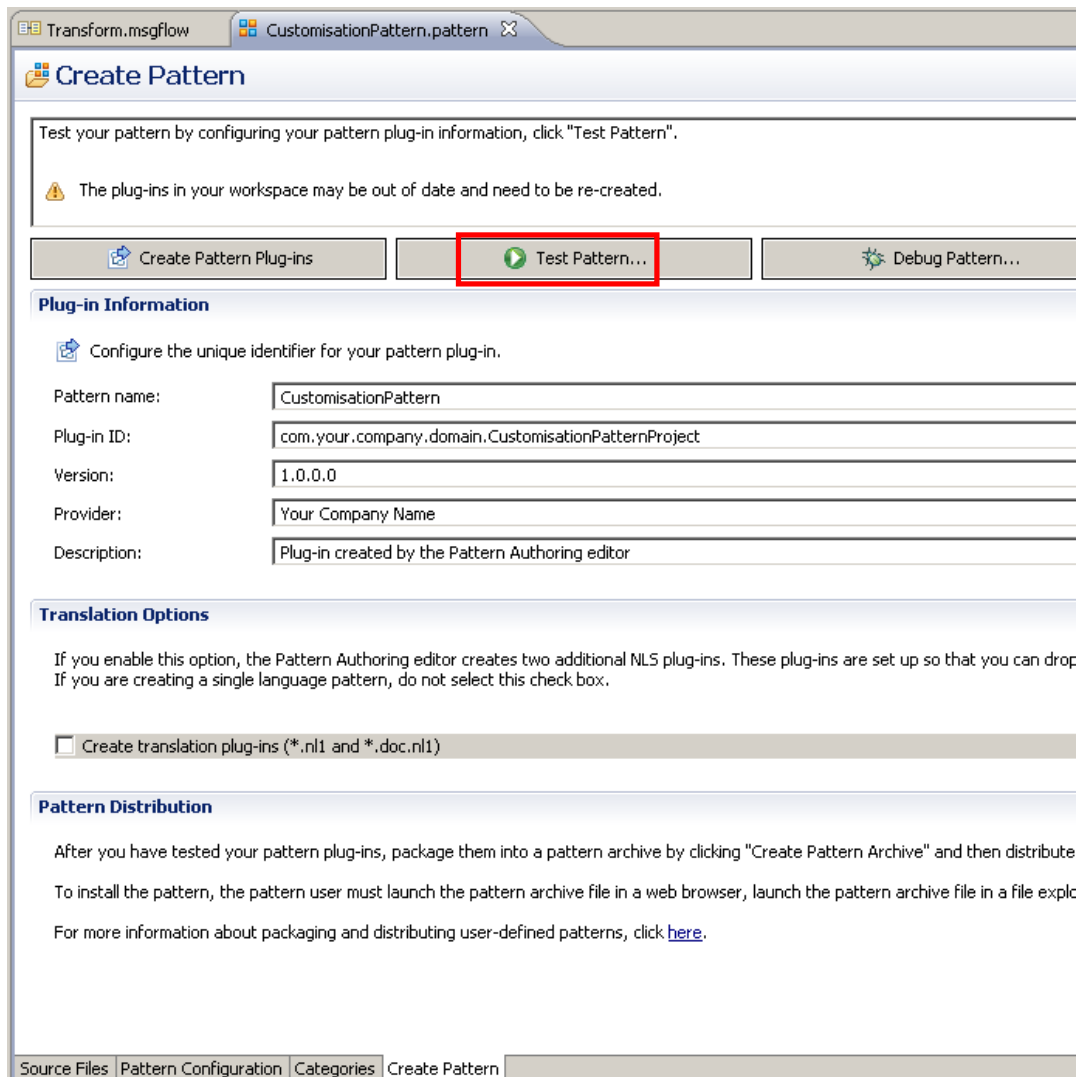 Transform.msgflow
CustomisationPattern.pattern
Create Pattern
Test your pattern by configuring your pattern plug-in information, click "Test Pattern".
The plug-ins in your workspace may be out of date and need to be re-created.
Create Pattern Plug-ins
Test Pattern...
Debug Pattern...
Plug-in Information
Configure the unique identifier for your pattern plug-in.
Pattern name: CustomisationPattern
Plug-in ID: com.your.company.domain.CustomisationPatternProject
Version: 1.0.0.0
Provider: Your Company Name
Description: Plug-in created by the Pattern Authoring editor
Translation Options
If you enable this option, the Pattern Authoring editor creates two additional NLS plug-ins. These plug-ins are set up so that you can drop
If you are creating a single language pattern, do not select this check box.
Create translation plug-ins (*.nl1 and *.doc.nl1)
Pattern Distribution
After you have tested your pattern plug-ins, package them into a pattern archive by clicking "Create Pattern Archive" and then distribute
To install the pattern, the pattern user must launch the pattern archive file in a web browser, launch the pattern archive file in a file explo
For more information about packaging and distributing user-defined patterns, click here.
Source Files
Pattern Configuration
Categories
Create Pattern